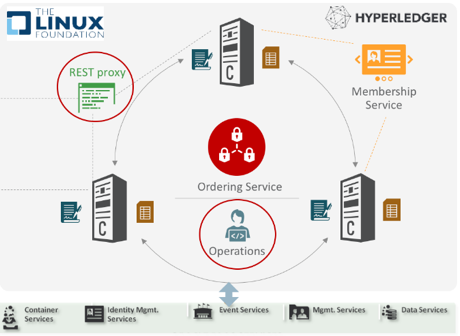 THE
LINUX
FOUNDATION
HYPERLEDGER
REST proxy
Membership
Service
C
Ordering Service
C
C
Operations
Container
Services
Identity Mgmt.
Services
Event Services
Mgmt. Services
Data Services